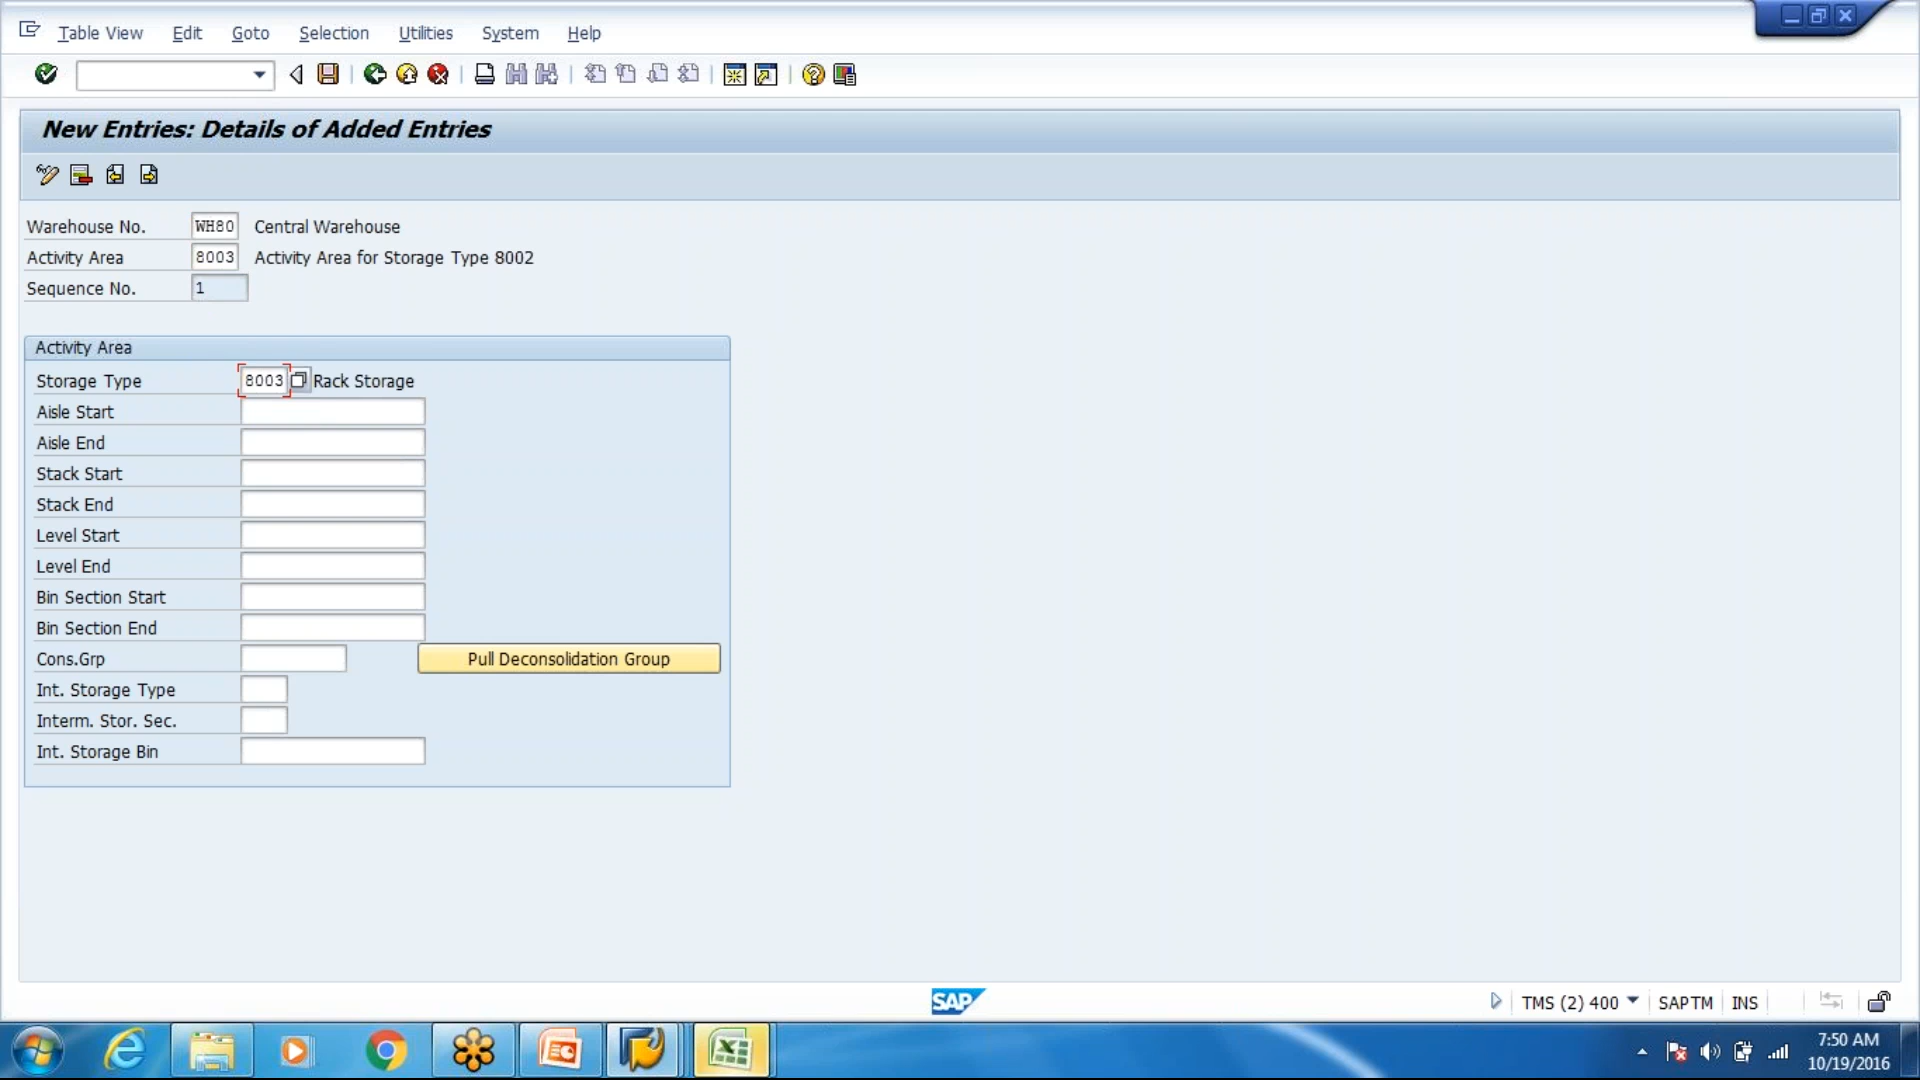 Table View Edit Goto Selection Utilities System Help
New Entries: Details of Added Entries
Warehouse No. WH80 Central Warehouse
Activity Area 8003 Activity Area for Storage Type 8002
Sequence No. 1
Activity Area
Storage Type 8003 Rack Storage
Aisle Start
Aisle End
Stack Start
Stack End
Level Start
Level End
Bin Section Start
Bin Section End
Cons.Grp Pull Deconsolidation Group
Int. Storage Type
Interm. Stor. Sec.
Int. Storage Bin
SAP TMS (2) 400 SAPTM INS
7:50 AM
10/19/2016